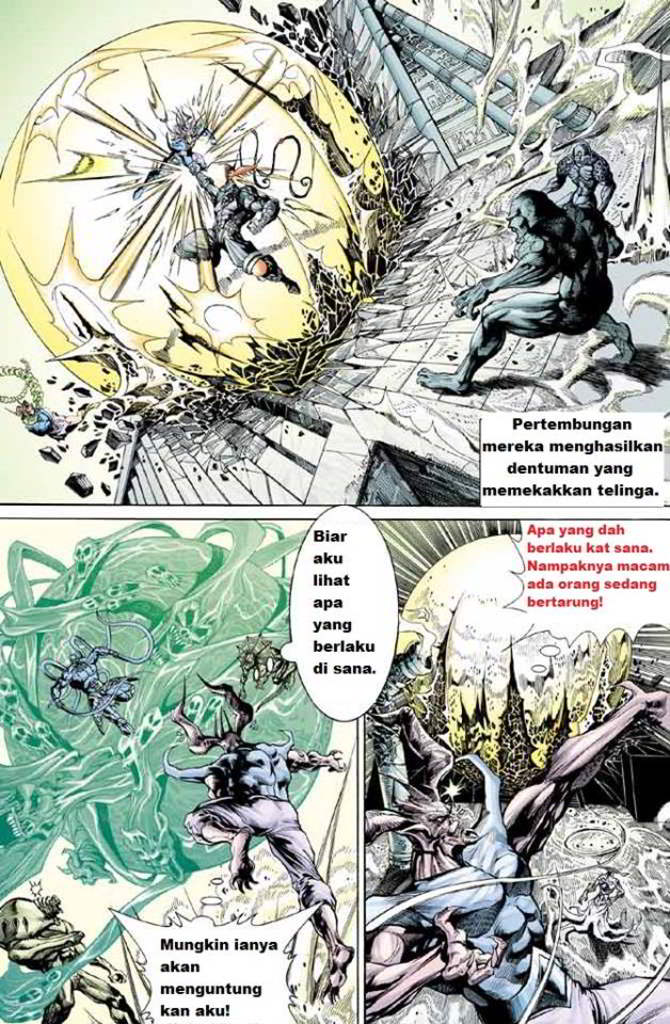 Pertembungan
mereka menghasilkan
dentuman yang
memekakkan telinga.
Biar
aku
lihat
apa
yang
berlaku
di sana.
Apa yang dah
berlaku kat sana.
Nampaknya macam
ada orang sedang
bertarung!
Mungkin ianya
akan
menguntung
kan aku!